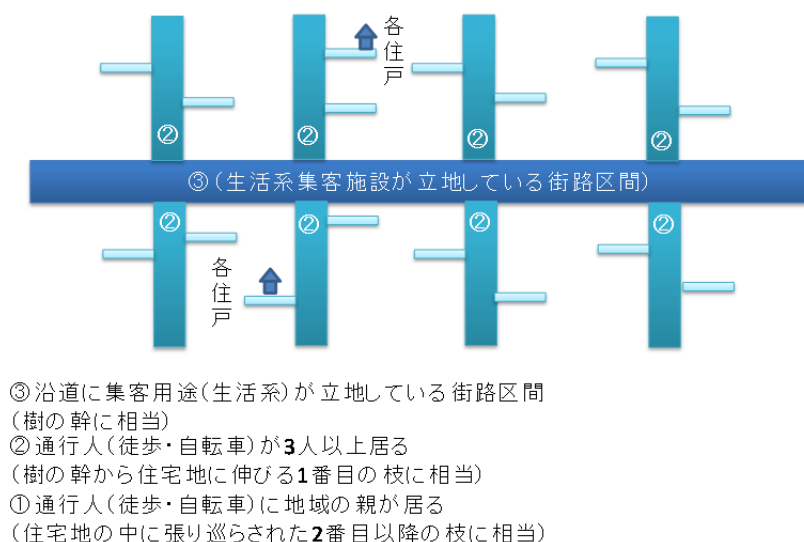 各住戸
②
②
②
②
③(生活系集客施設が立地している街路区間)
②
②
②
②
各住戸
③沿道に集客用途(生活系)が立地している街路区間
(樹の幹に相当)
②通行人(徒歩・自転車)が3人以上居る
(樹の幹から住宅地に伸びる1番目の枝に相当)
①通行人(徒歩・自転車)に地域の親が居る
(住宅地の中に張り巡らされた2番目以降の枝に相当)